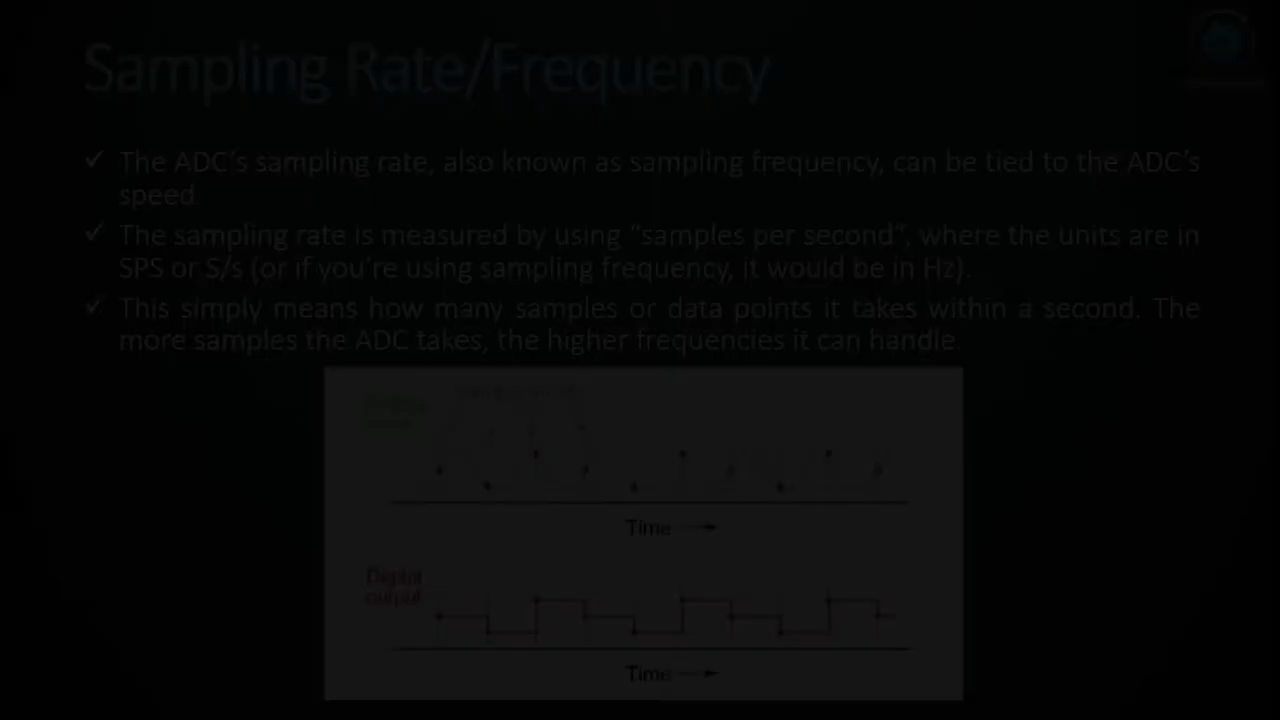 Sampling Rate/Frequency
✓ The ADC's sampling rate, also known as sampling frequency, can be tied to the ADC's
speed.
✓ The sampling rate is measured by using “samples per second”, where the units are in
SPS or S/s (or if you're using sampling frequency, it would be in Hz).
✓ This simply means how many samples or data points it takes within a second. The
more samples the ADC takes, the higher frequencies it can handle.
Time
Digital
output
Time